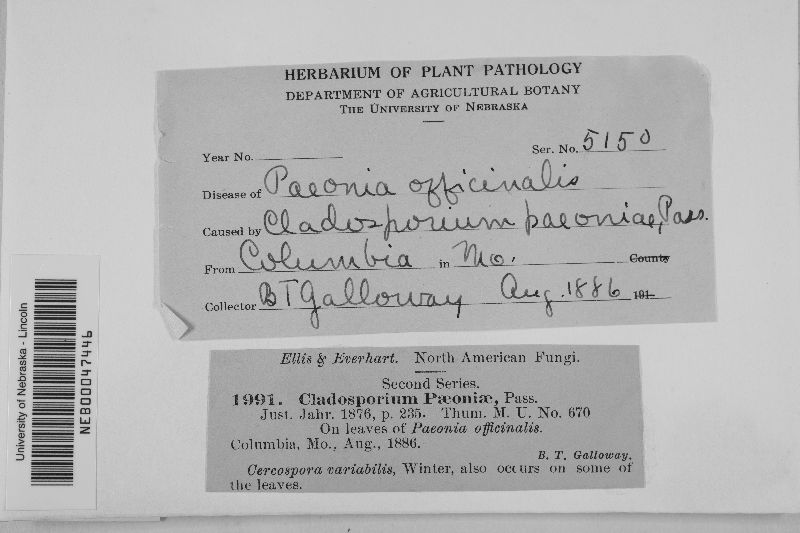 HERBARIUM OF PLANT PATHOLOGY
DEPARTMENT OF AGRICULTURAL BOTANY
THE UNIVERSITY OF NEBRASKA
Year No.
Ser. No. 5150
Disease of Paeonia officinalis
Caused by Cladosporium paeoniae, Pass.
From Columbia in Mo. County
Collector B T Galloway Aug. 1886 191
University of Nebraska - Lincoln
NEB00047446
Ellis & Everhart. North American Fungi.
Second Series.
1991. Cladosporium Pæoniæ, Pass.
Just. Jahr. 1876, p. 235. Thum. M. U. No. 670
On leaves of Paeonia officinalis.
Columbia, Mo., Aug., 1886.
B. T. Galloway.
Cercospora variabilis, Winter, also occurs on some of
the leaves.